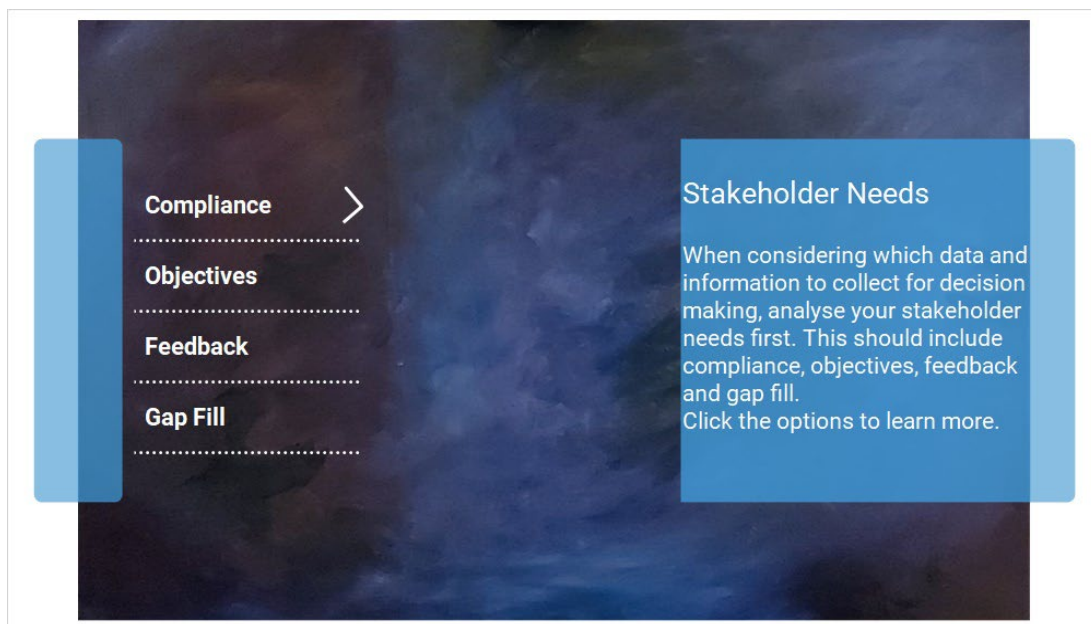 Compliance
Objectives
Feedback
Gap Fill
Stakeholder Needs
When considering which data and
information to collect for decision
making, analyse your stakeholder
needs first. This should include
compliance, objectives, feedback
and gap fill.
Click the options to learn more.